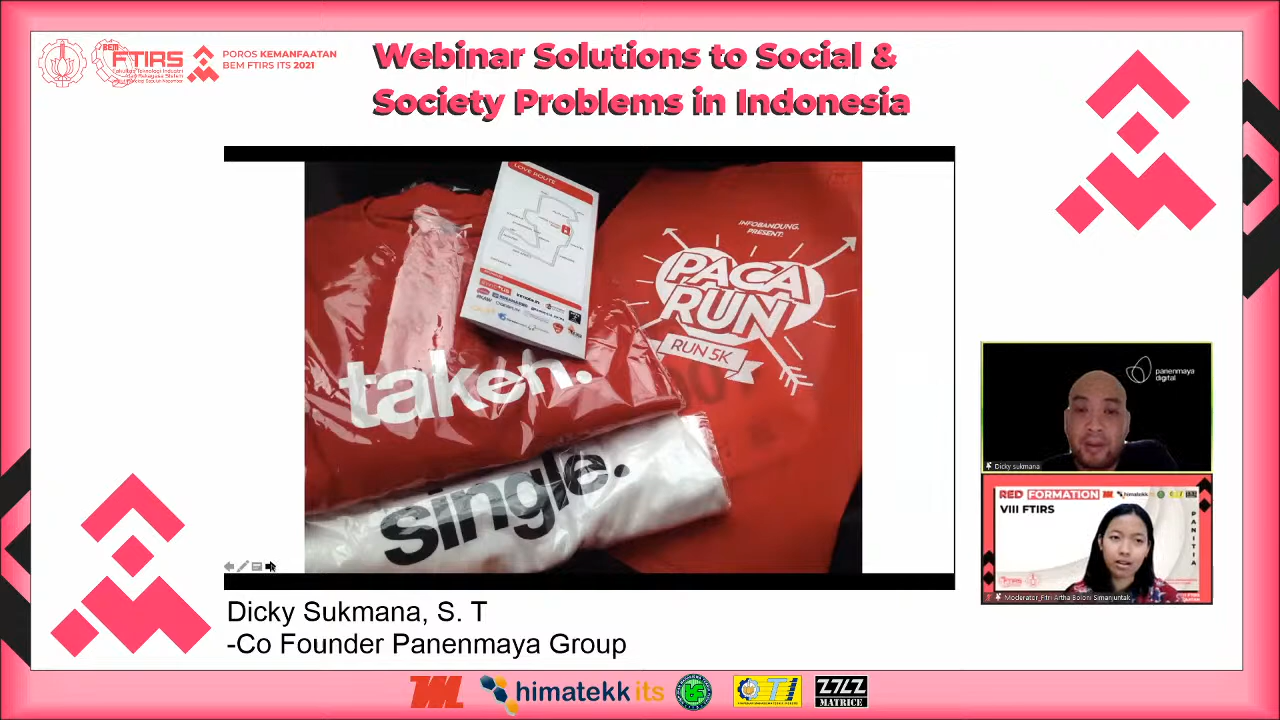 BEM
FTIRS
POROS KEMANFAATAN
BEM FTIRS ITS 2021
Webinar Solutions to Social &
Society Problems in Indonesia
LOVE ROUTE
INFOBANDUNG.
PRESENT:
PACA
RUN
RUN 5K
taken.
single.
panenmaya
digital
Dicky sukmana
RED FORMATION
himatekk its
VIII FTIRS
PANITIA
Moderator_Fitri Artha Boloni Simanjuntak
Dicky Sukmana, S. T
-Co Founder Panenmaya Group
himatekk its
MATRICE